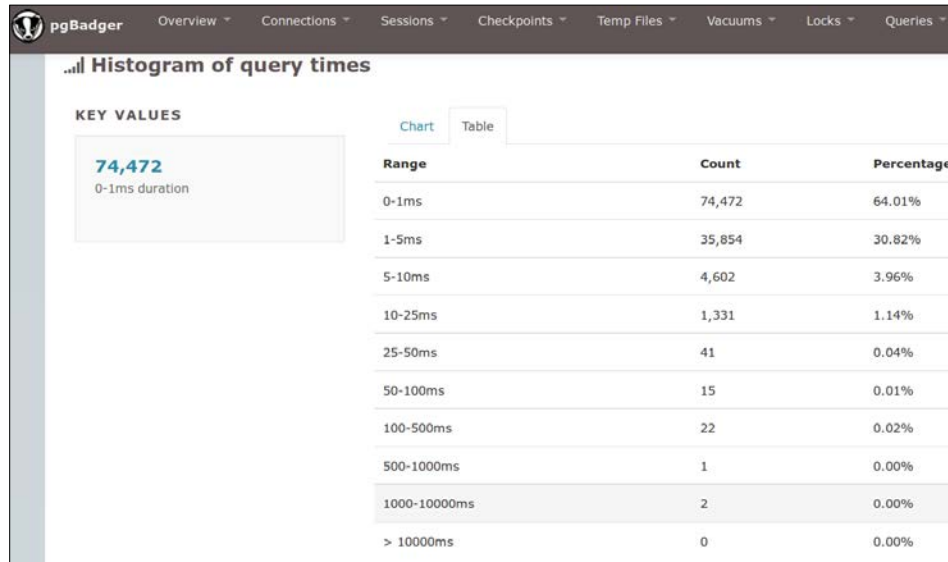 pgBadger Overview Connections Sessions Checkpoints Temp Files Vacuums Locks Queries
Histogram of query times
KEY VALUES
74,472
0-1ms duration
Chart Table
Range Count Percentage
0-1ms 74,472 64.01%
1-5ms 35,854 30.82%
5-10ms 4,602 3.96%
10-25ms 1,331 1.14%
25-50ms 41 0.04%
50-100ms 15 0.01%
100-500ms 22 0.02%
500-1000ms 1 0.00%
1000-10000ms 2 0.00%
> 10000ms 0 0.00%